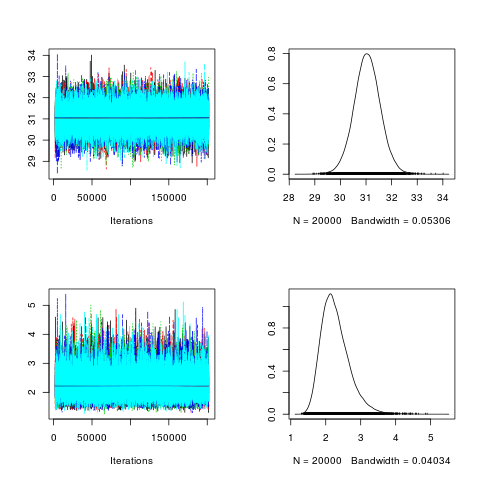 34
33
32
31
30
29
0 50000 150000
Iterations
0.8
0.6
0.4
0.2
0.0
28 29 30 31 32 33 34
N = 20000 Bandwidth = 0.05306
5
4
3
2
0 50000 150000
Iterations
0.8
0.4
0.0
1 2 3 4 5
N = 20000 Bandwidth = 0.04034